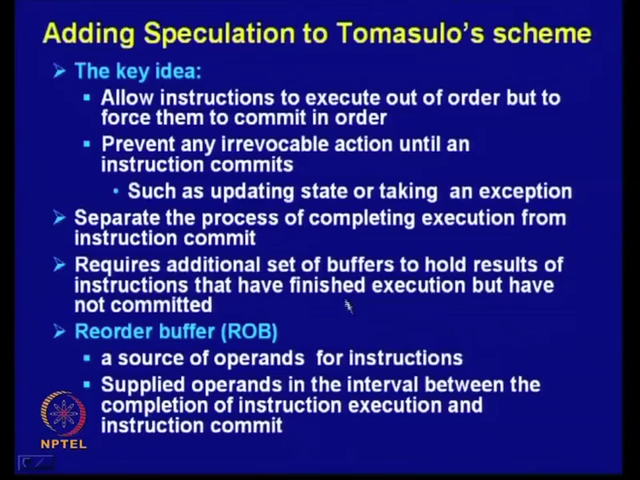 Adding Speculation to Tomasulo's scheme
The key idea:
Allow instructions to execute out of order but to
force them to commit in order
Prevent any irrevocable action until an
instruction commits
Such as updating state or taking an exception
Separate the process of completing execution from
instruction commit
Requires additional set of buffers to hold results of
instructions that have finished execution but have
not committed
Reorder buffer (ROB)
a source of operands for instructions
Supplied operands in the interval between the
completion of instruction execution and
instruction commit
NPTEL